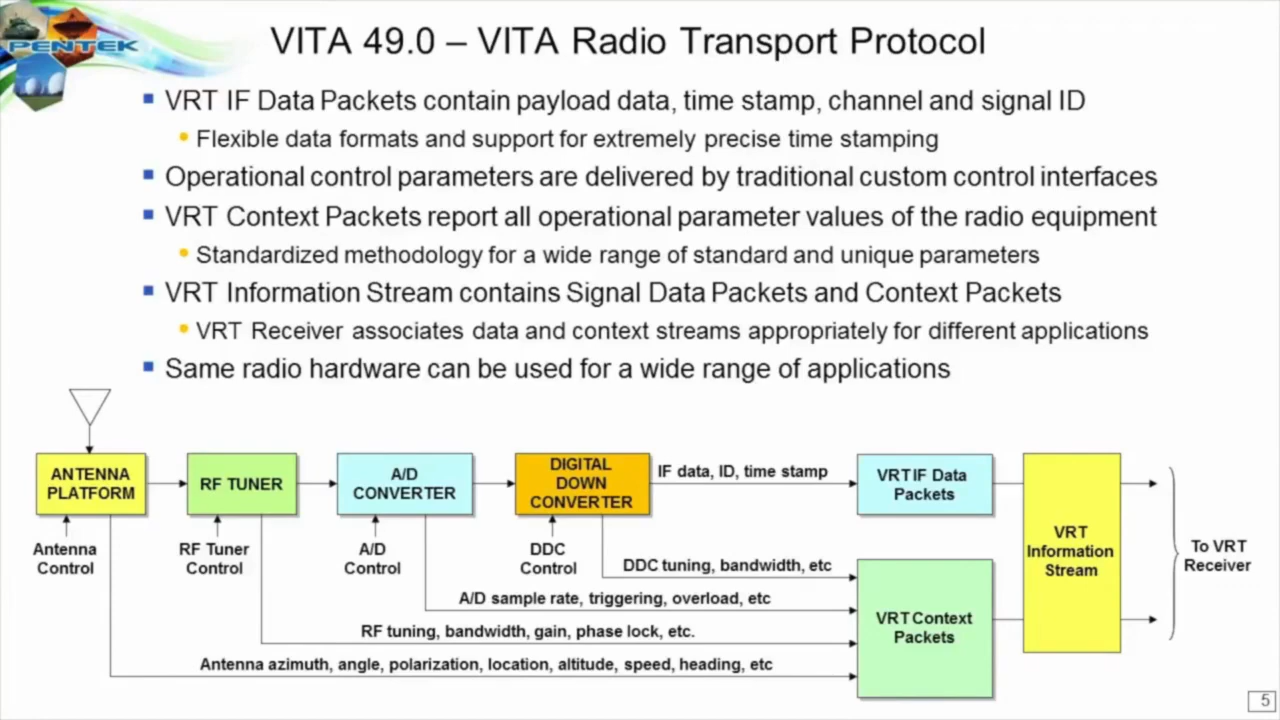 PENTEK
VITA 49.0 – VITA Radio Transport Protocol
VRT IF Data Packets contain payload data, time stamp, channel and signal ID
Flexible data formats and support for extremely precise time stamping
Operational control parameters are delivered by traditional custom control interfaces
VRT Context Packets report all operational parameter values of the radio equipment
Standardized methodology for a wide range of standard and unique parameters
VRT Information Stream contains Signal Data Packets and Context Packets
VRT Receiver associates data and context streams appropriately for different applications
Same radio hardware can be used for a wide range of applications
ANTENNA
PLATFORM
RF TUNER
A/D
CONVERTER
DIGITAL
DOWN
CONVERTER
IF data, ID, time stamp
VRT IF Data
Packets
VRT
Information
Stream
To VRT
Receiver
Antenna
Control
RF Tuner
Control
A/D
Control
DDC
Control
DDC tuning, bandwidth, etc
A/D sample rate, triggering, overload, etc
RF tuning, bandwidth, gain, phase lock, etc.
Antenna azimuth, angle, polarization, location, altitude, speed, heading, etc
VRT Context
Packets
5